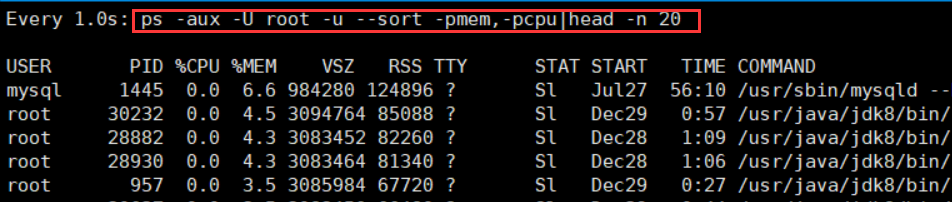 Every 1.0s: ps -aux -U root -u --sort -pmem,-pcpu|head -n 20
USER PID %CPU %MEM VSZ RSS TTY STAT START TIME COMMAND
mysql 1445 0.0 6.6 984280 124896 ? Sl Jul27 56:10 /usr/sbin/mysqld --
root 30232 0.0 4.5 3094764 85088 ? Sl Dec29 0:57 /usr/java/jdk8/bin/
root 28882 0.0 4.3 3083452 82260 ? Sl Dec28 1:09 /usr/java/jdk8/bin/
root 28930 0.0 4.3 3083464 81340 ? Sl Dec28 1:06 /usr/java/jdk8/bin/
root 957 0.0 3.5 3085984 67720 ? Sl Dec29 0:27 /usr/java/jdk8/bin/